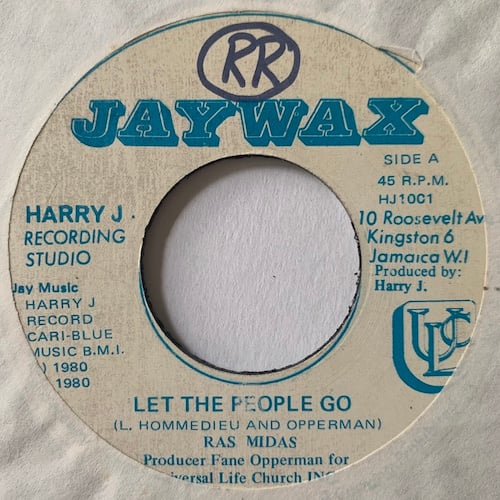 RR
JAYWAX
SIDE A
45 R.P.M.
HJ1001
10 Roosevelt Av
Kingston 6
Jamaica W.I
Produced by:
Harry J.
HARRY J.
RECORDING
STUDIO
Jay Music
HARRY J
RECORD
CARI-BLUE
MUSIC B.M.I.
) 1980
1980
ULC
LET THE PEOPLE GO
(L. HOMMEDIEU AND OPPERMAN)
RAS MIDAS
Producer Fane Opperman for
versal Life Church INC